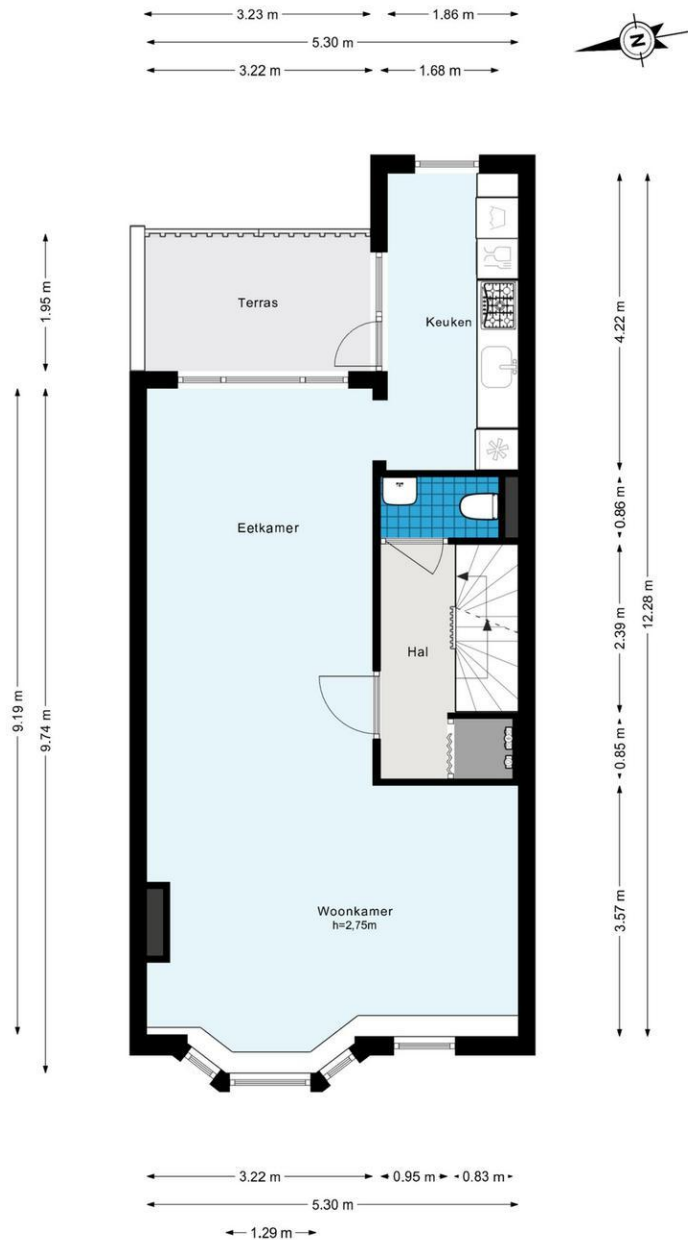 3.23 m
1.86 m
5.30 m
3.22 m
1.68 m
N
1.95 m
Terras
Keuken
4.22 m
Eetkamer
0.86 m
Hal
2.39 m
12.28 m
9.19 m
9.74 m
0.85 m
Woonkamer
h=2,75m
3.57 m
3.22 m
0.95 m
0.83 m
5.30 m
1.29 m